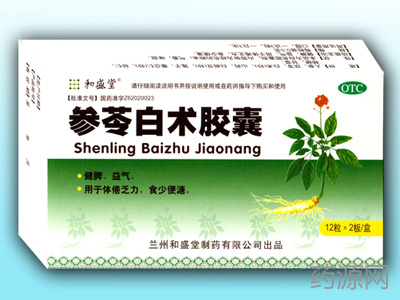 和盛堂
请仔细阅读说明书并按说明使用或在药师指导下购买和使用
【批准文号】国药准字Z62020023
OTC
参苓白术胶囊
Shenling Baizhu Jiaonang
•健脾、益气。
•用于体倦乏力，食少便溏。
12粒×2板/盒
兰州和盛堂制药有限公司出品
药源网